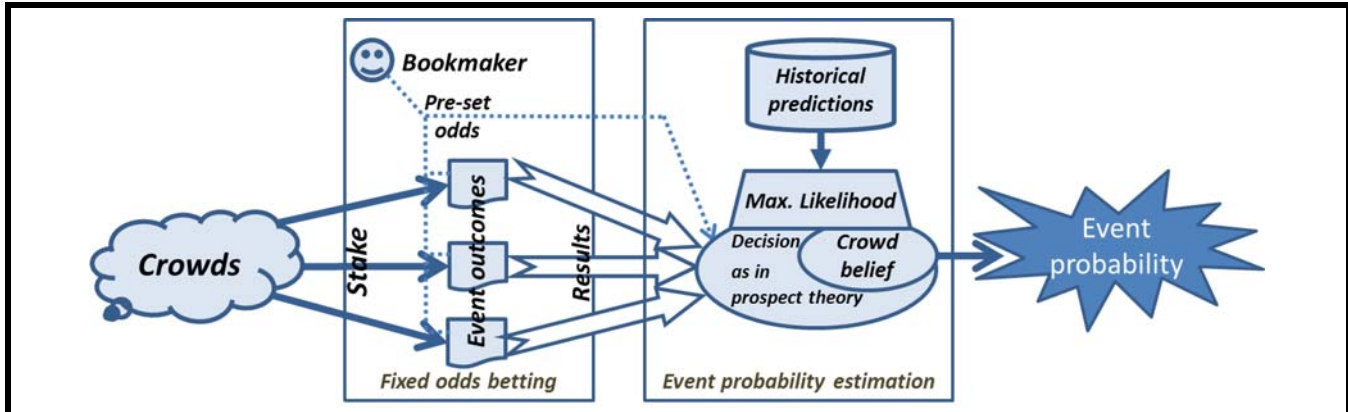 Bookmaker
Pre-set
odds
Crowds
Stake
Event outcomes
Results
Fixed odds betting
Historical
predictions
Max. Likelihood
Decision
as in
prospect theory
Crowd
belief
Event probability estimation
Event
probability